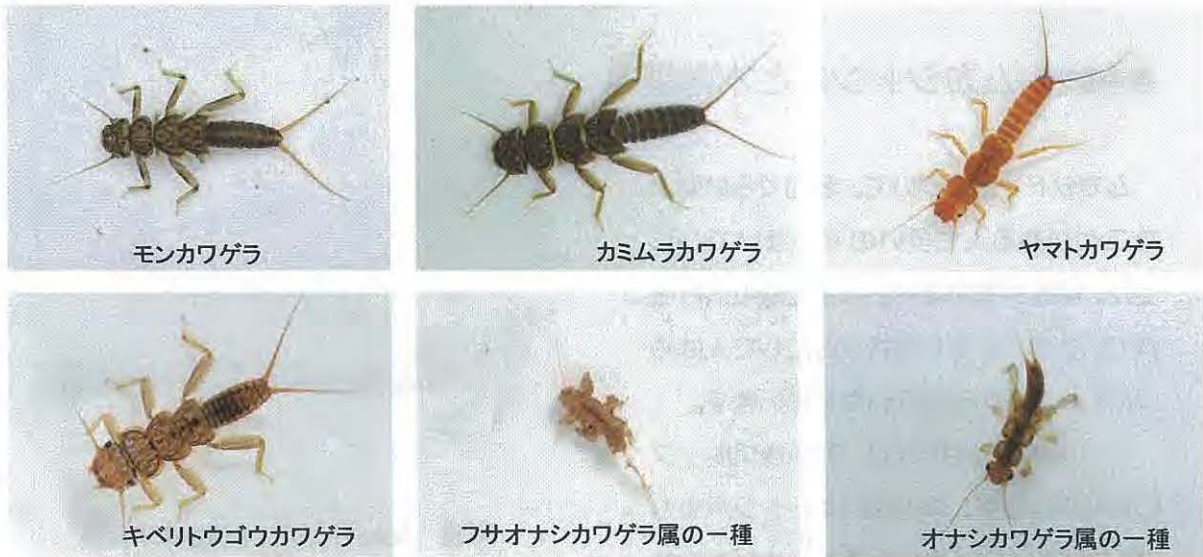 モンカワゲラ
カミムラカワゲラ
ヤマトカワゲラ
キベリトウゴウカワゲラ
フサオナシカワゲラ属の一種
オナシカワゲラ属の一種